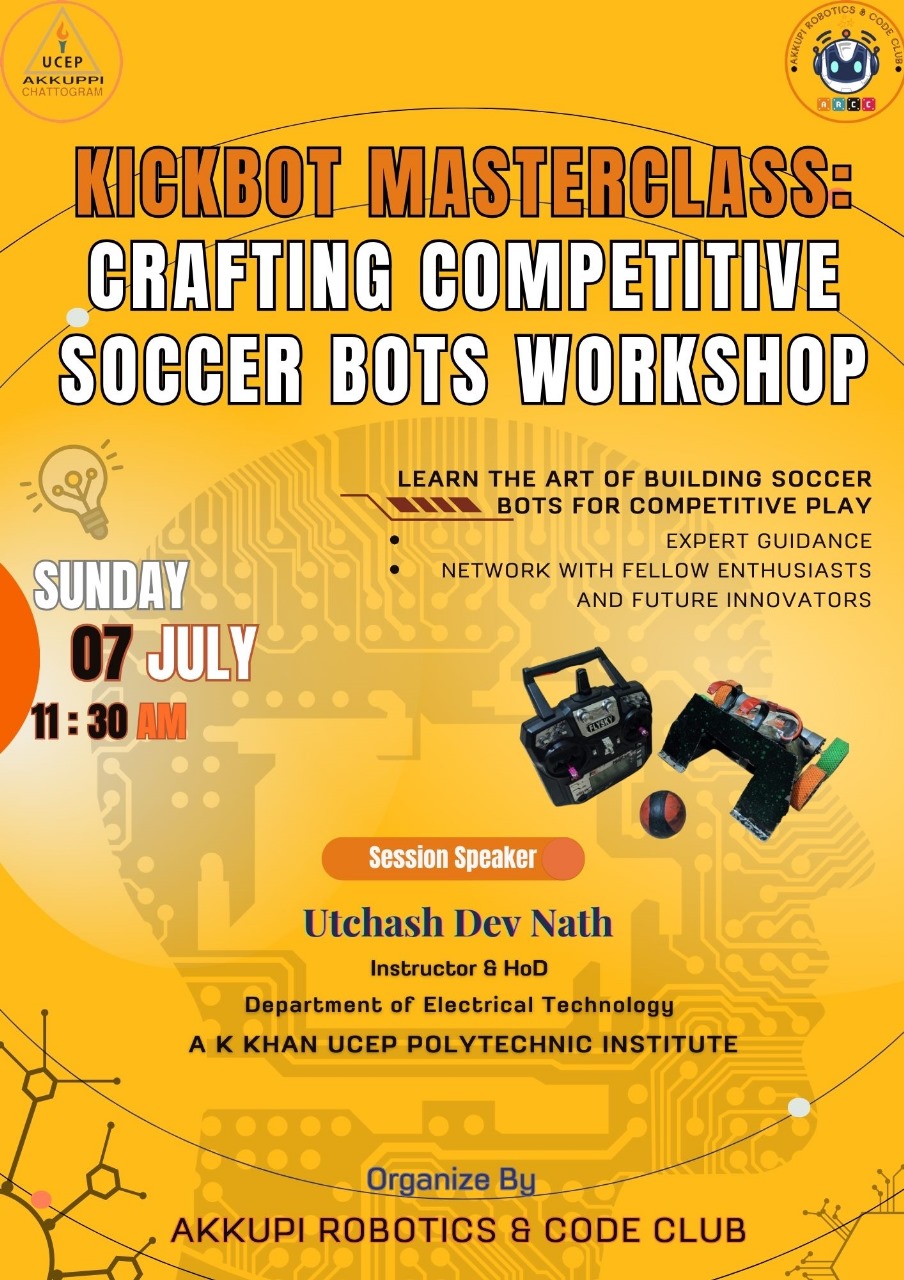 UCEP
AKKUPPI
CHATTOGRAM
AKKUPI ROBOTICS & CODE CLUB
ARCC
KICKBOT MASTERCLASS:
CRAFTING COMPETITIVE
SOCCER BOTS WORKSHOP
LEARN THE ART OF BUILDING SOCCER
BOTS FOR COMPETITIVE PLAY
• EXPERT GUIDANCE
• NETWORK WITH FELLOW ENTHUSIASTS
AND FUTURE INNOVATORS
SUNDAY
07 JULY
11 : 30 AM
FLYSKY
Session Speaker
Utchash Dev Nath
Instructor & HoD
Department of Electrical Technology
A K KHAN UCEP POLYTECHNIC INSTITUTE
Organize By
AKKUPI ROBOTICS & CODE CLUB